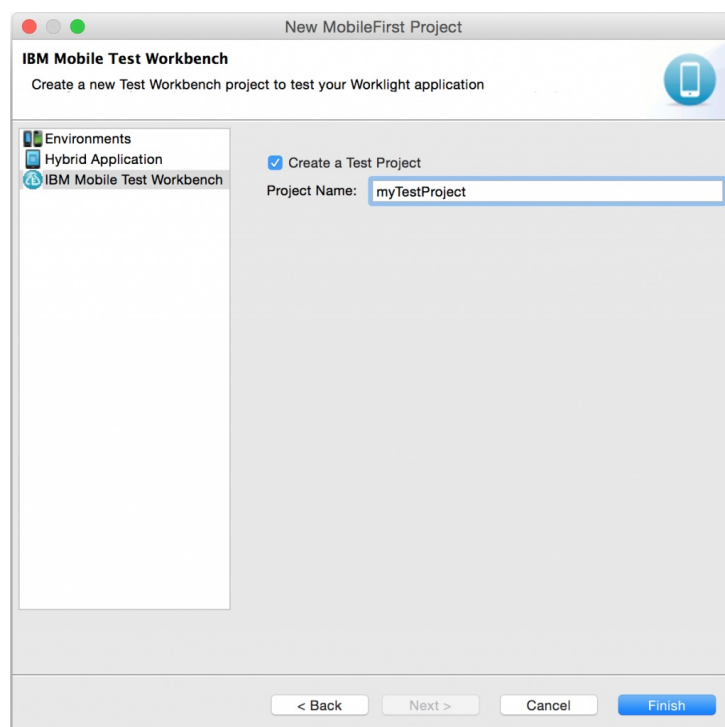 New MobileFirst Project
IBM Mobile Test Workbench
Create a new Test Workbench project to test your Worklight application
Environments
Hybrid Application
IBM Mobile Test Workbench
Create a Test Project
Project Name: myTestProject
< Back Next > Cancel Finish